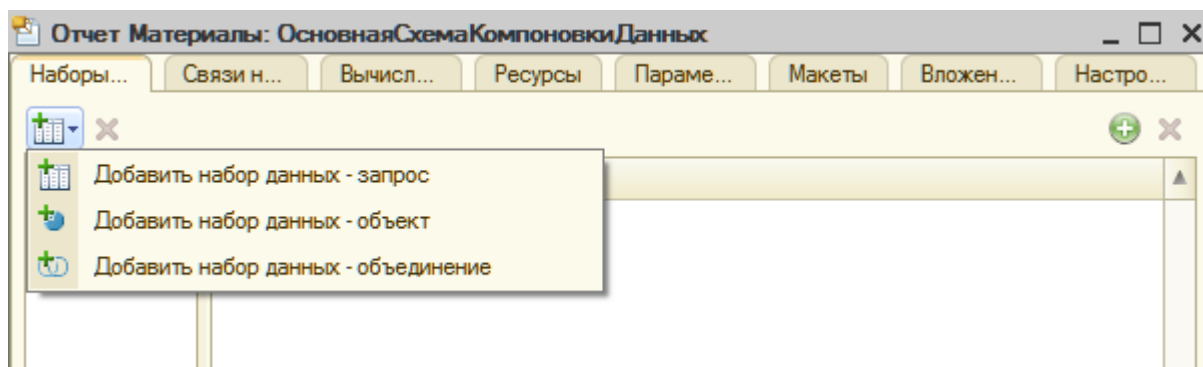 Отчет Материалы: ОсновнаяСхемаКомпоновкиДанных
Наборы... Связи н... Вычисл... Ресурсы Параме... Макеты Вложен... Настро...
Добавить набор данных - запрос
Добавить набор данных - объект
Добавить набор данных - объединение